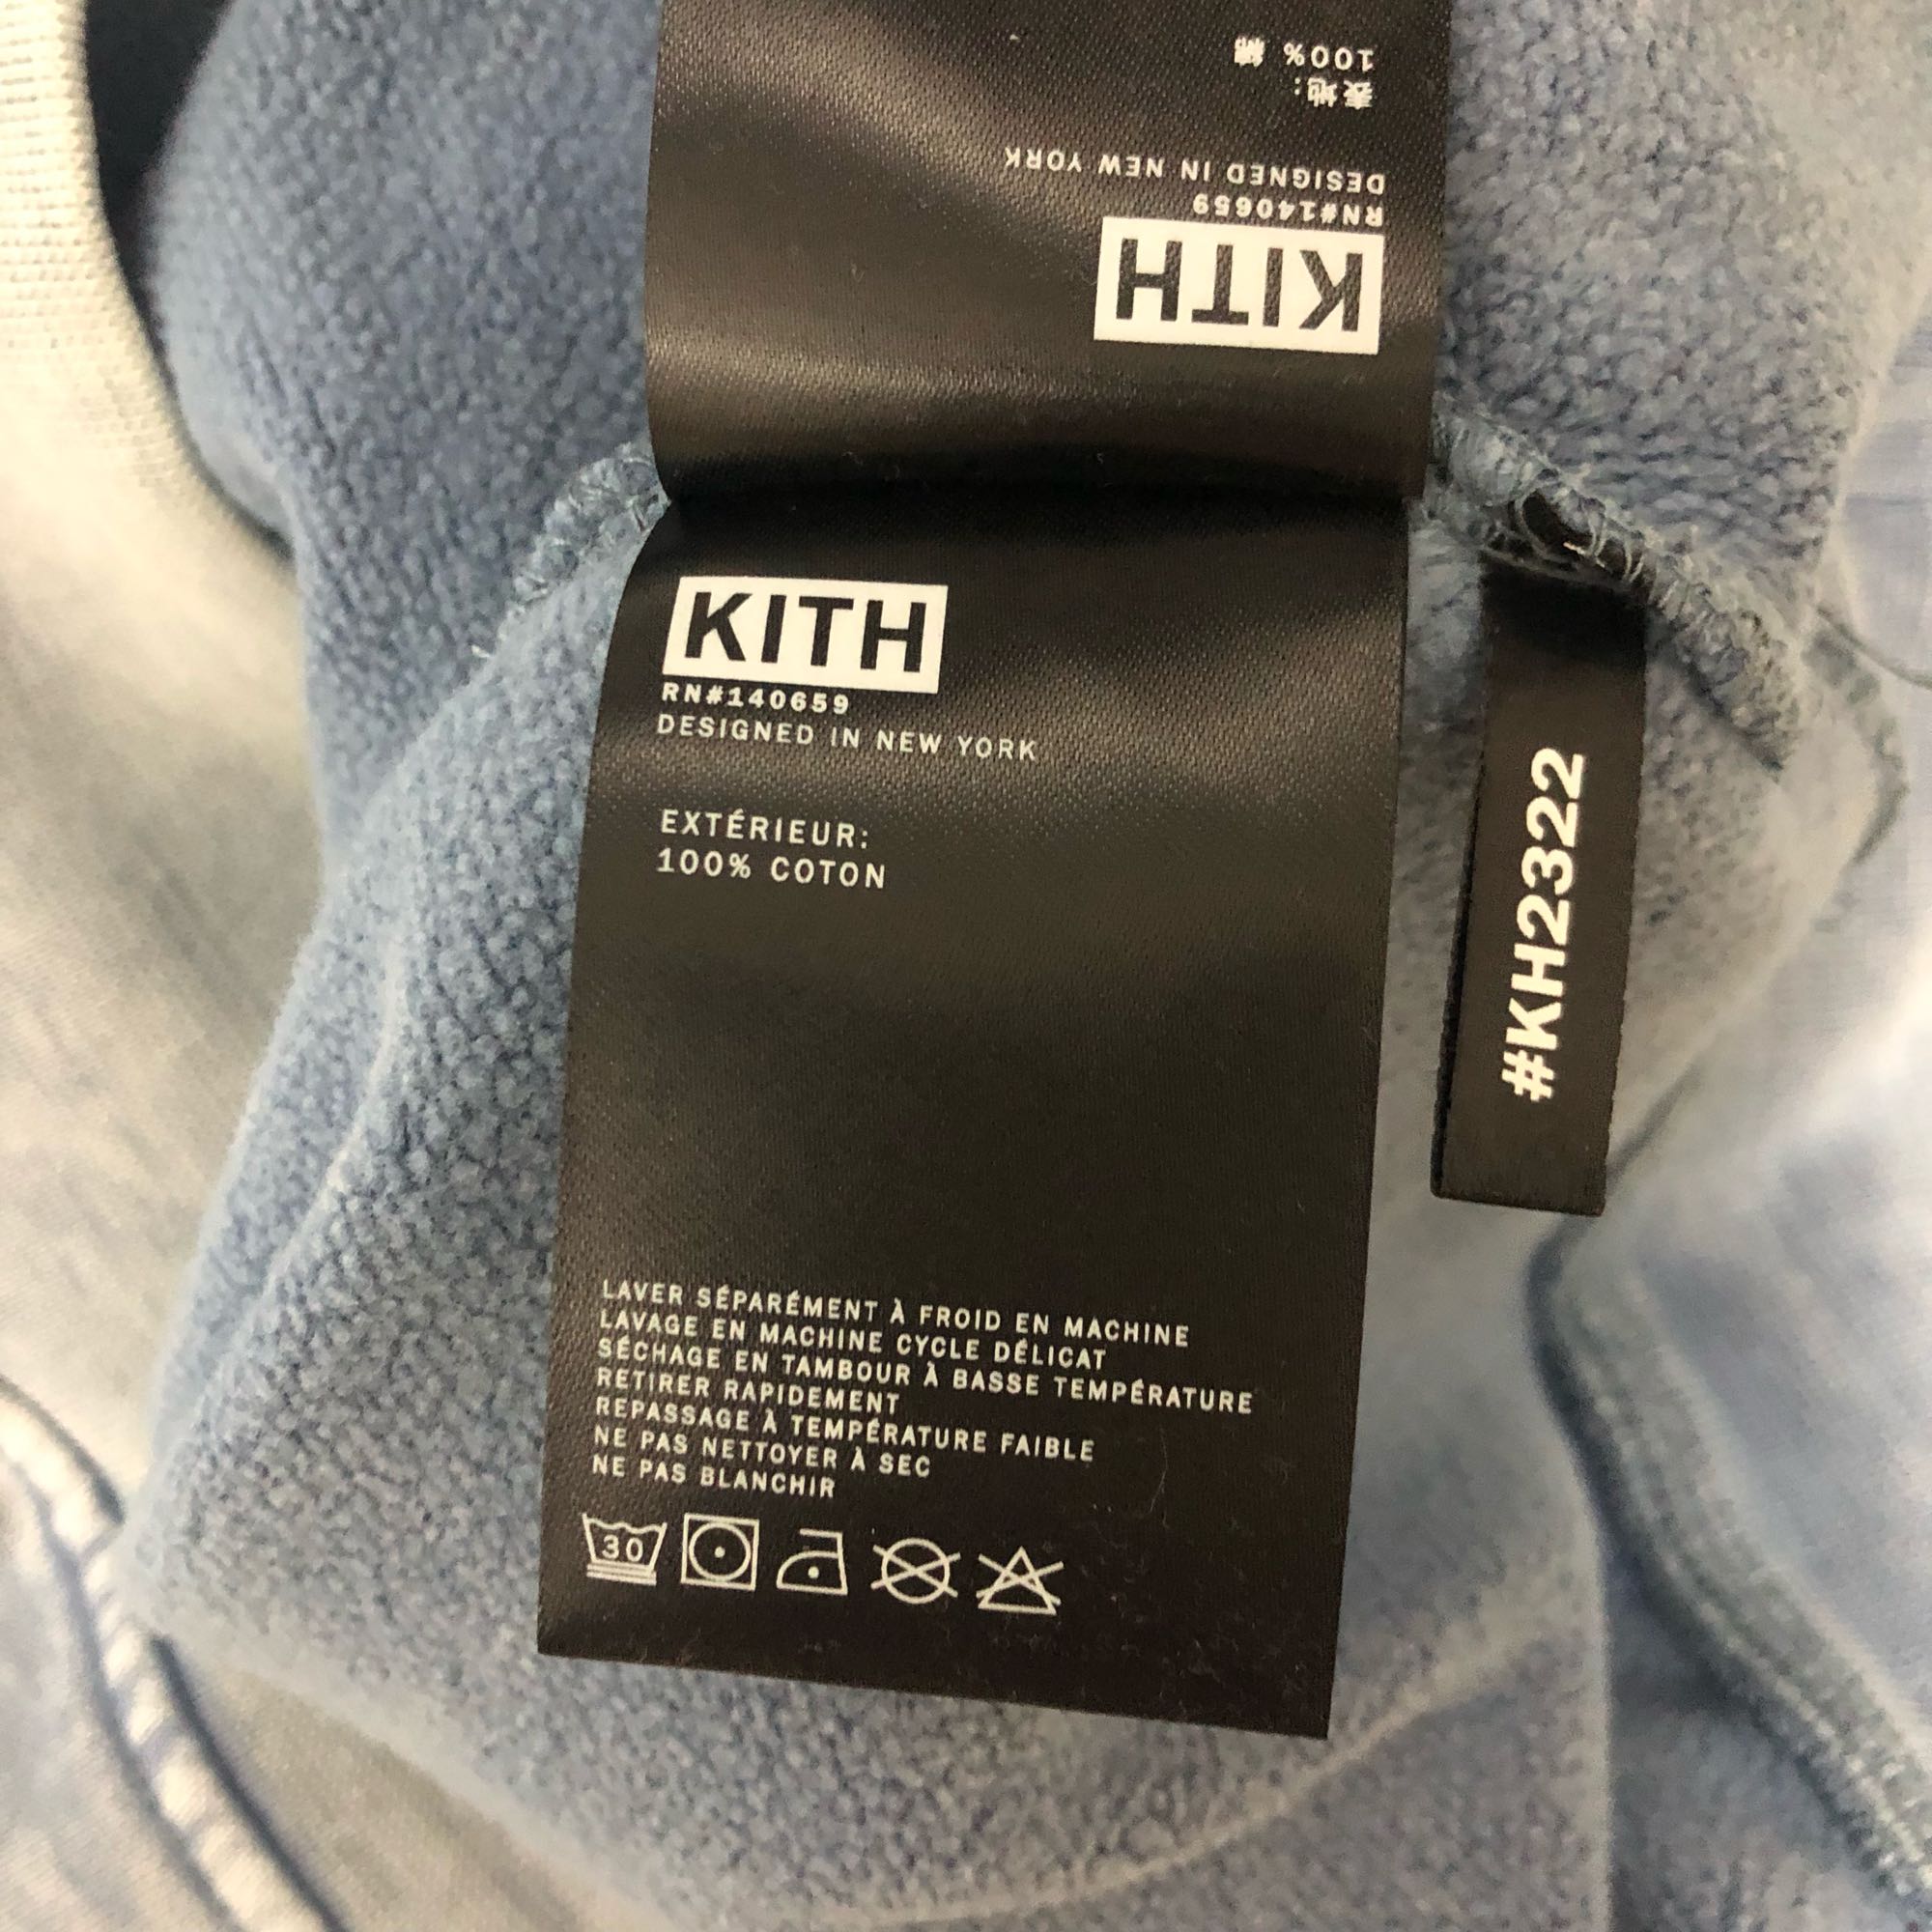 表地:
100% 綿
KITH
RN#140659
DESIGNED IN NEW YORK
KITH
RN#140659
DESIGNED IN NEW YORK
EXTÉRIEUR:
100% COTON
LAVER SÉPARÉMENT À FROID EN MACHINE
LAVAGE EN MACHINE CYCLE DÉLICAT
SÉCHAGE EN TAMBOUR À BASSE TEMPÉRATURE
RETIRER RAPIDEMENT
REPASSAGE À TEMPÉRATURE FAIBLE
NE PAS NETTOYER À SEC
NE PAS BLANCHIR
30
#KH2322